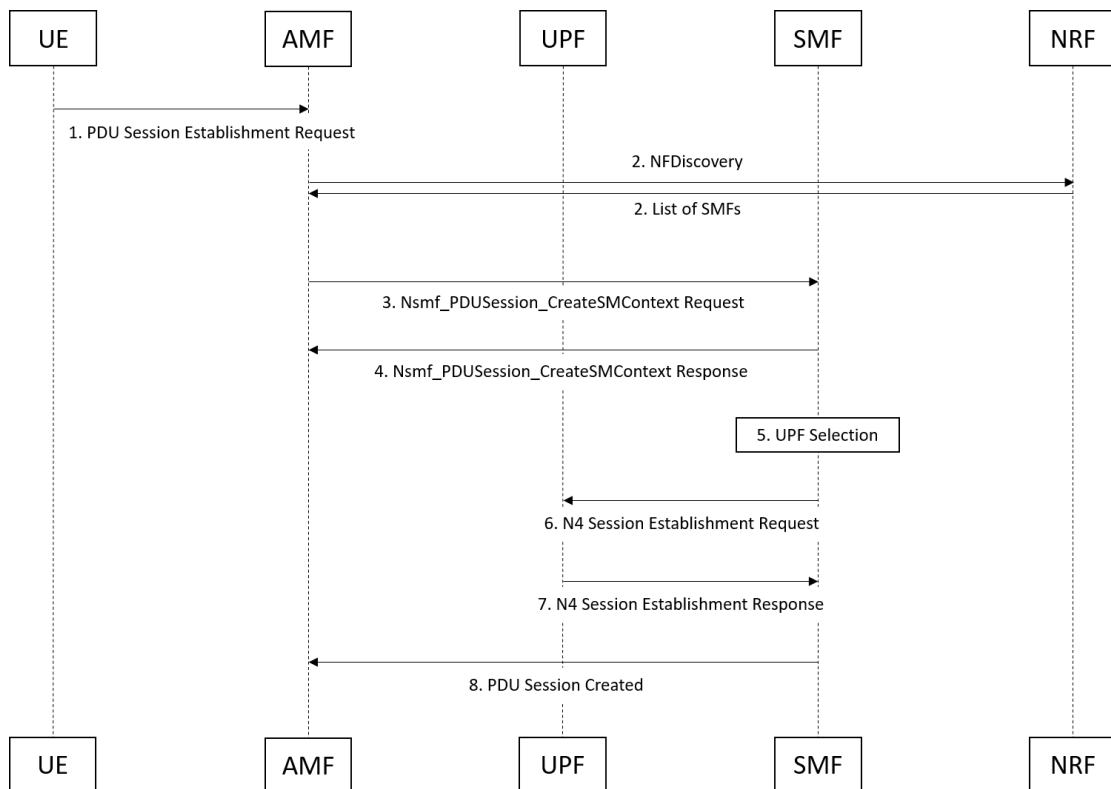 UE
AMF
UPF
SMF
NRF
1. PDU Session Establishment Request
2. NFDiscovery
2. List of SMFs
3. Nsmf_PDUSession_CreateSMContext Request
4. Nsmf_PDUSession_CreateSMContext Response
5. UPF Selection
6. N4 Session Establishment Request
7. N4 Session Establishment Response
8. PDU Session Created
UE
AMF
UPF
SMF
NRF